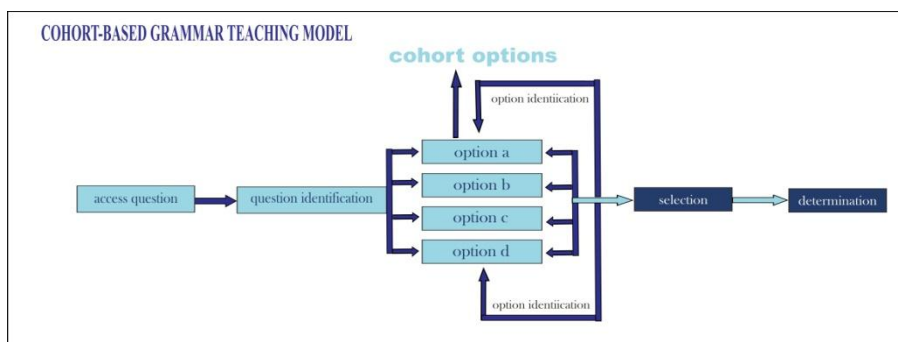 COHORT-BASED GRAMMAR TEACHING MODEL
cohort options
option identiication
option a
option b
access question
question identification
selection
determination
option c
option d
option identiication